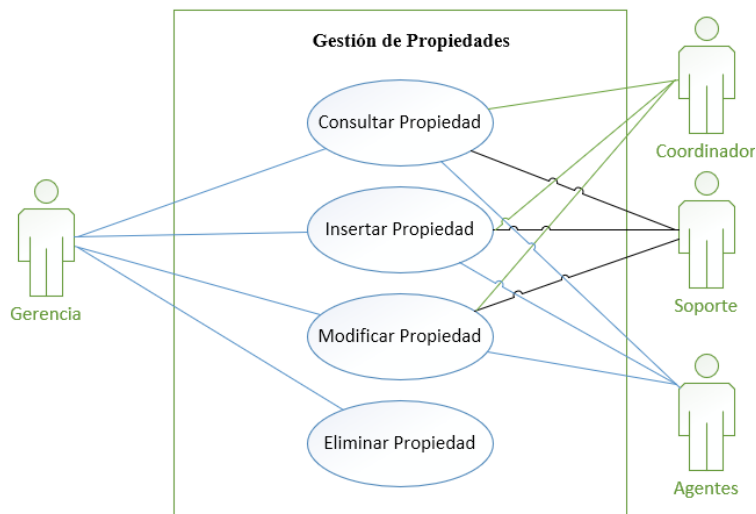 Gestión de Propiedades
Consultar Propiedad
Coordinador
Insertar Propiedad
Gerencia
Soporte
Modificar Propiedad
Eliminar Propiedad
Agentes